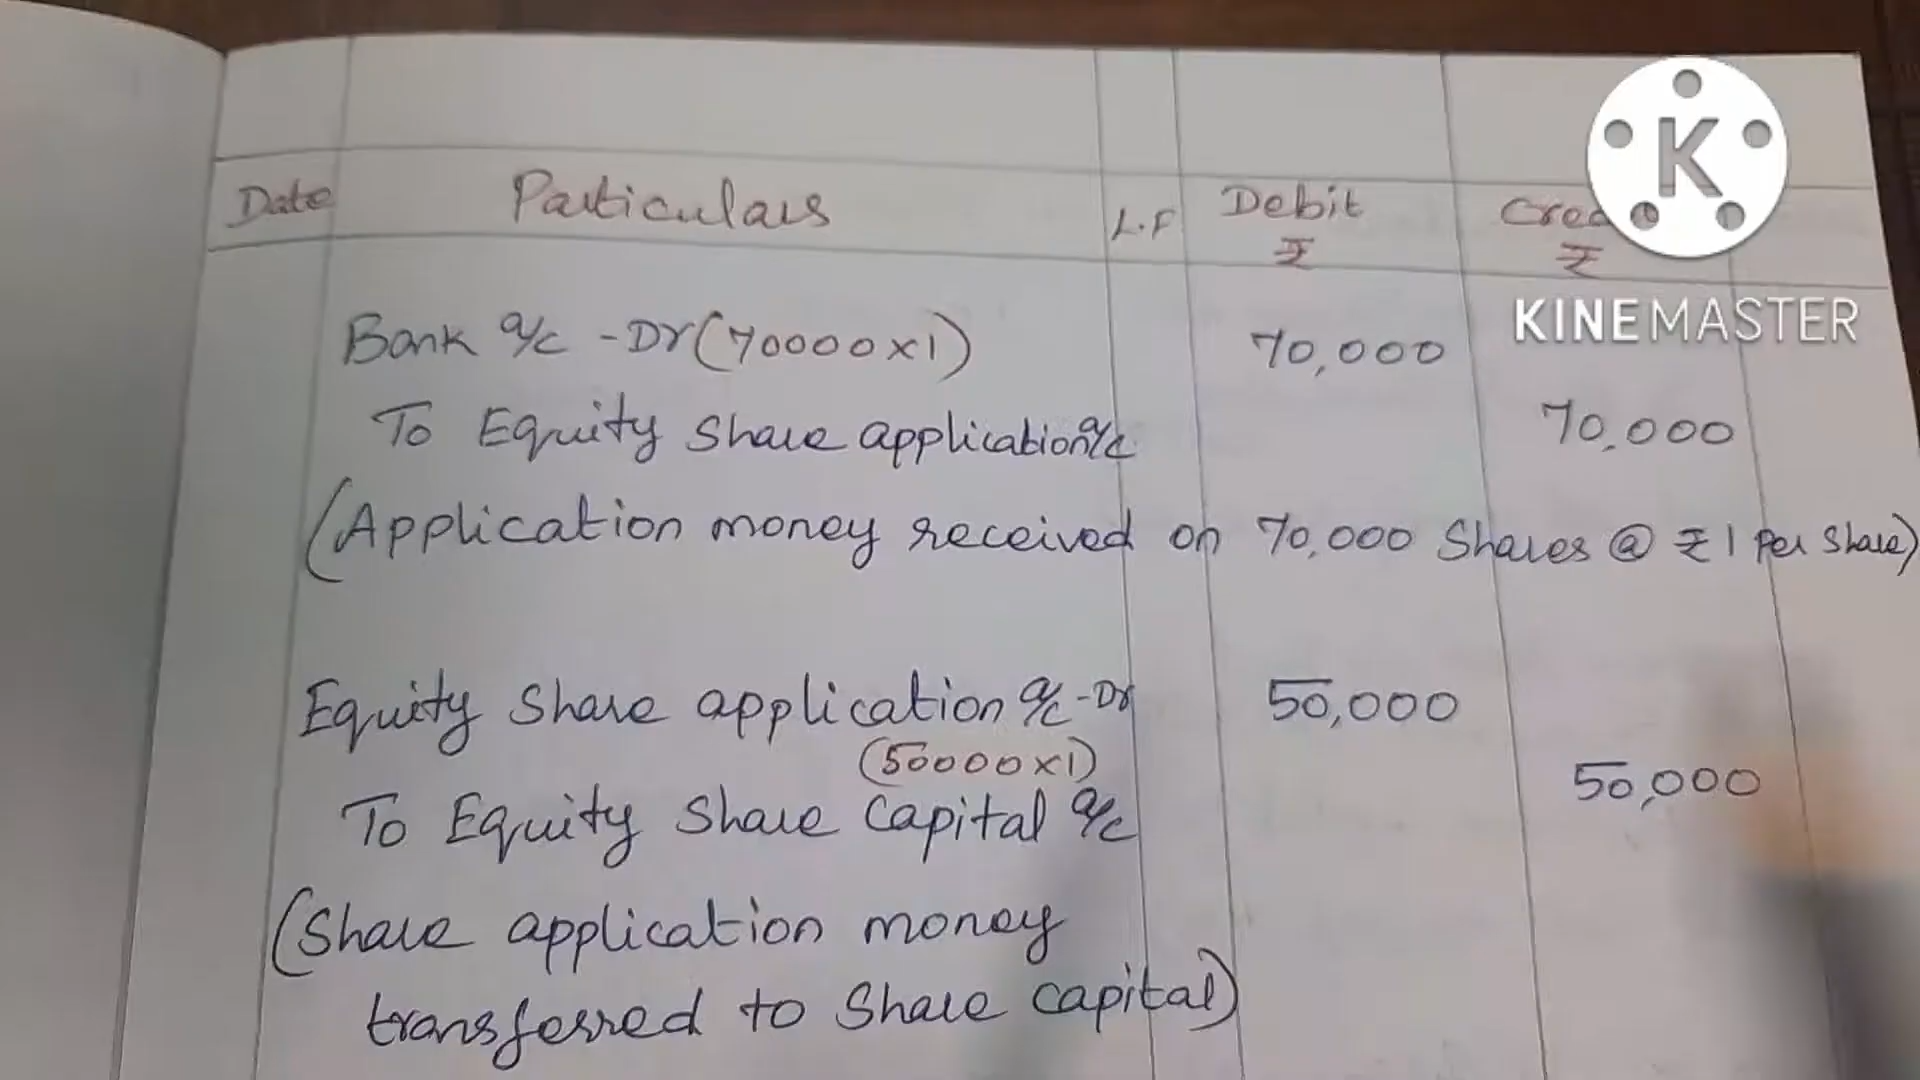 Date Particulars L.F Debit Cred
₹ ₹
Bank a/c - Dr (70000x1) 70,000
To Equity Share application a/c 70,000
(Application money received on 70,000 Shares @ ₹1 Per Share)
Equity Share application a/c - Dr 50,000
(50000x1)
To Equity Share Capital a/c 50,000
(Share application money
transferred to Share capital)
K
KINEMASTER